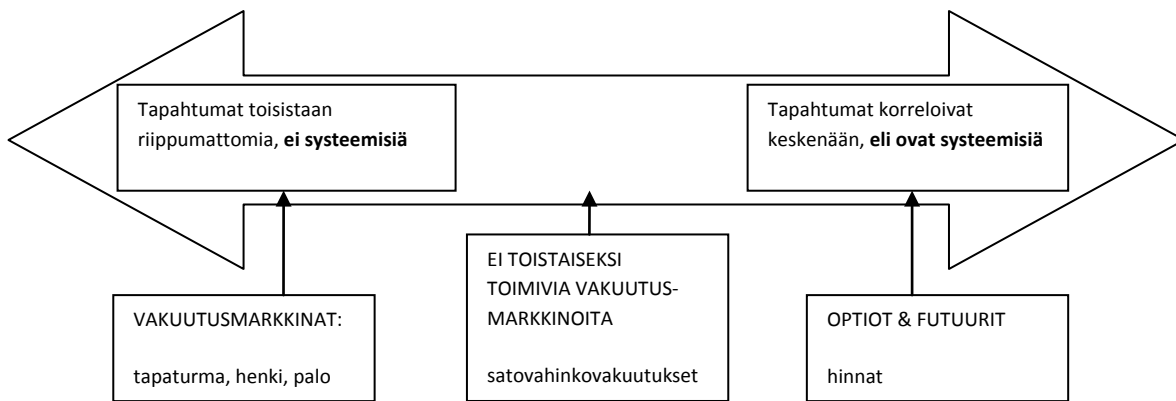 Tapahtumat toisistaan
riippumattomia, ei systeemisiä
Tapahtumat korreloivat
keskenään, eli ovat systeemisiä
VAKUUTUSMARKKINAT:
tapaturma, henki, palo
EI TOISTAISEKSI
TOIMIVIA VAKUUTUS-
MARKKINOITA
satovahinkovakuutukset
OPTIOT & FUTUURIT
hinnat